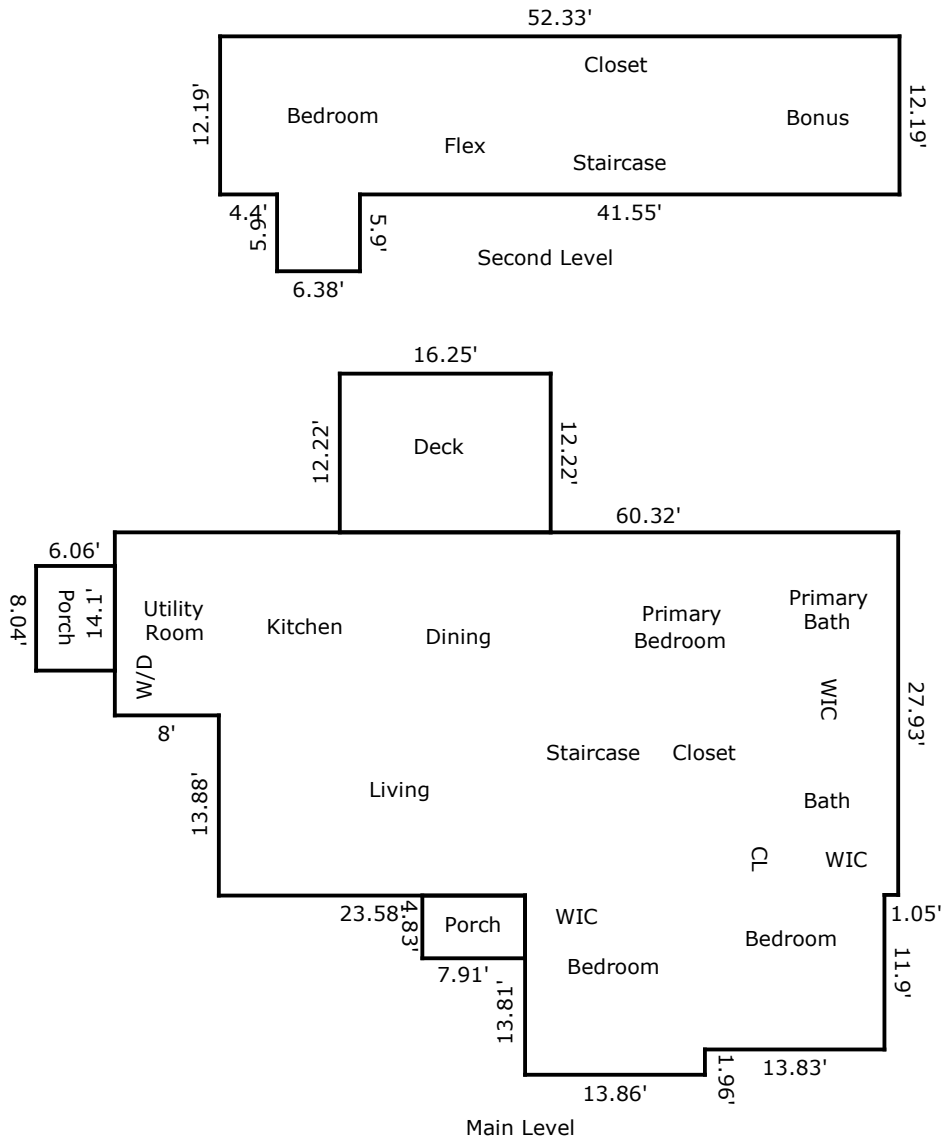 52.33'
Closet
12.19'
12.19'
Bedroom
Bonus
Flex
Staircase
4.4'
41.55'
5.9'
5.9'
Second Level
6.38'
16.25'
12.22'
Deck
12.22'
60.32'
6.06'
8.04'
Porch
14.1'
Utility
Room
Kitchen
Dining
Primary
Bedroom
Primary
Bath
W/D
WIC
27.93'
8'
Staircase
Closet
13.88'
Living
Bath
CL
WIC
23.58'
4.83'
Porch
WIC
1.05'
Bedroom
Bedroom
7.91'
13.81'
11.9'
13.86'
1.96'
13.83'
Main Level